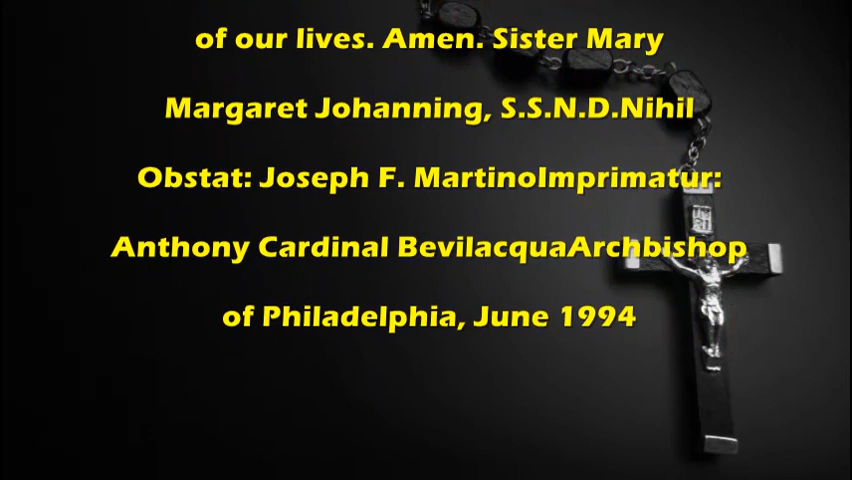 of our lives. Amen. Sister Mary
Margaret Johanning, S.S.N.D.Nihil
Obstat: Joseph F. MartinoImprimatur:
Anthony Cardinal BevilacquaArchbishop
of Philadelphia, June 1994